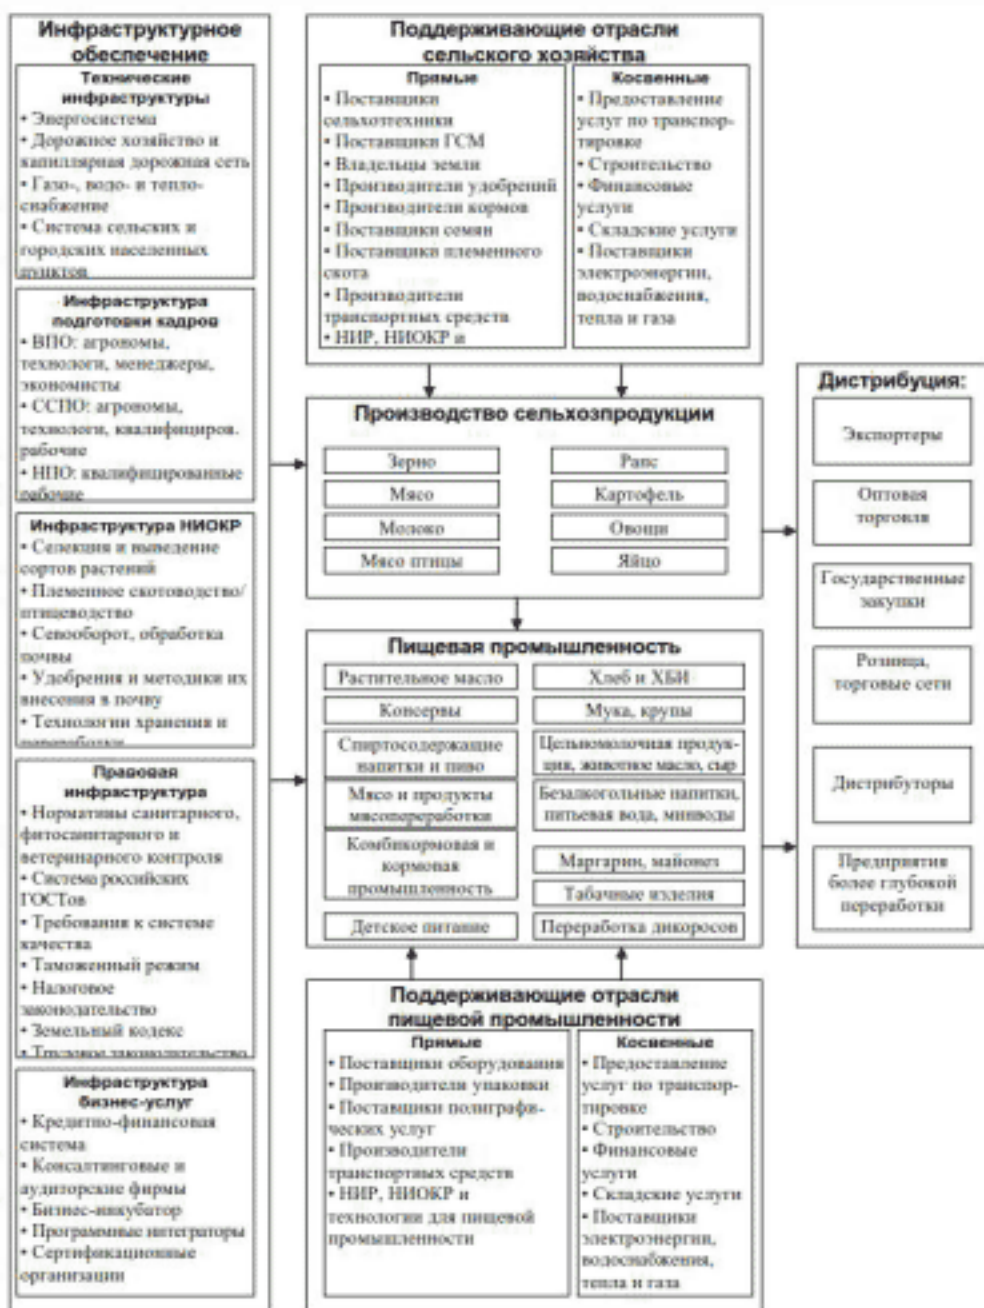 Инфраструктурное
обеспечение
Технические
инфраструктуры
• Энергосистема
• Дорожное хозяйство и
капиллярная дорожная сеть
• Газо-, водо- и тепло-
снабжение
• Система сельских и
городских населенных
пунктов
Инфраструктура
подготовки кадров
• ВПО: агрономы,
технологи, менеджеры,
экономисты
• ССПО: агрономы,
технологи, квалифициров.
рабочие
• НПО: квалифицированные
рабочие
Инфраструктура НИОКР
• Селекция и выведение
сортов растений
• Племенное скотоводство/
птицеводство
• Севооборот, обработка
почвы
• Удобрения и методики их
внесения в почву
• Технологии хранения и
переработки
Правовая
инфраструктура
• Нормативы санитарного,
фитосанитарного и
ветеринарного контроля
• Система российских
ГОСТов
• Требования к системе
качества
• Таможенный режим
• Налоговое
законодательство
• Земельный кодекс
• Трудовое законодательство
Инфраструктура
бизнес-услуг
• Кредитно-финансовая
система
• Консалтинговые и
аудиторские фирмы
• Бизнес-инкубатор
• Программные интеграторы
• Сертификационные
организации
Поддерживающие отрасли
сельского хозяйства
Прямые
• Поставщики
сельхозтехники
• Поставщики ГСМ
• Владельцы земли
• Производители удобрений
• Производители кормов
• Поставщики семян
• Поставщики племенного
скота
• Производители
транспортных средств
• НИР, НИОКР и
Косвенные
• Предоставление
услуг по транспор-
тировке
• Строительство
• Финансовые
услуги
• Складские услуги
• Поставщики
электроэнергии,
водоснабжения,
тепла и газа
Производство сельхозпродукции
Зерно
Рапс
Мясо
Картофель
Молоко
Овощи
Мясо птицы
Яйцо
Пищевая промышленность
Растительное масло
Хлеб и ХБИ
Консервы
Мука, крупы
Спиртосодержащие
напитки и пиво
Цельномолочная продук-
ция, животное масло, сыр
Мясо и продукты
мясопереработки
Безалкогольные напитки,
питьевая вода, минводы
Комбикормовая и
кормовая
промышленность
Маргарин, майонез
Табачные изделия
Детское питание
Переработка дикоросов
Поддерживающие отрасли
пищевой промышленности
Прямые
• Поставщики оборудования
• Производители упаковки
• Поставщики полиграфи-
ческих услуг
• Производители
транспортных средств
• НИР, НИОКР и
технологии для пищевой
промышленности
Косвенные
• Предоставление
услуг по транспор-
тировке
• Строительство
• Финансовые
услуги
• Складские услуги
• Поставщики
электроэнергии,
водоснабжения,
тепла и газа
Дистрибуция:
Экспортеры
Оптовая
торговля
Государственные
закупки
Розница,
торговые сети
Дистрибуторы
Предприятия
более глубокой
переработки